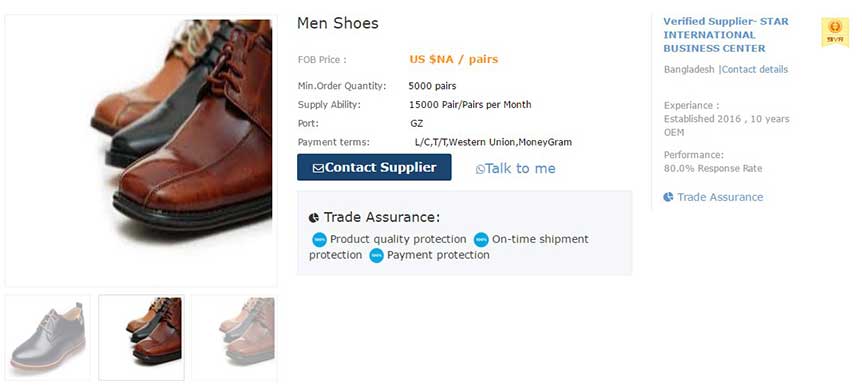 Men Shoes
FOB Price : US $NA / pairs
Min.Order Quantity: 5000 pairs
Supply Ability: 15000 Pair/Pairs per Month
Port: GZ
Payment terms: L/C,T/T,Western Union,MoneyGram
Contact Supplier
Talk to me
Trade Assurance:
100% Product quality protection 100% On-time shipment
protection 100% Payment protection
Verified Supplier- STAR
INTERNATIONAL
BUSINESS CENTER
Bangladesh |Contact details
Experiance :
Established 2016 , 10 years
OEM
Performance:
80.0% Response Rate
Trade Assurance